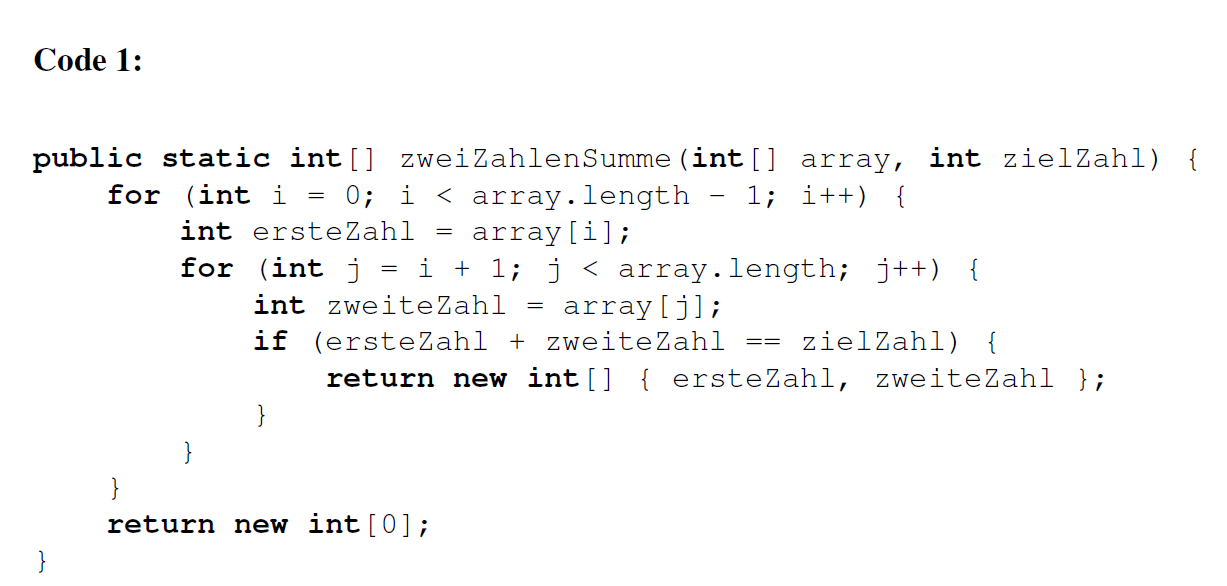 Code 1:
public static int[] zweiZahlenSumme(int[] array, int zielZahl) {
    for (int i = 0; i < array.length - 1; i++) {
        int ersteZahl = array[i];
        for (int j = i + 1; j < array.length; j++) {
            int zweiteZahl = array[j];
            if (ersteZahl + zweiteZahl == zielZahl) {
                return new int[] { ersteZahl, zweiteZahl };
            }
        }
    }
    return new int[0];
}